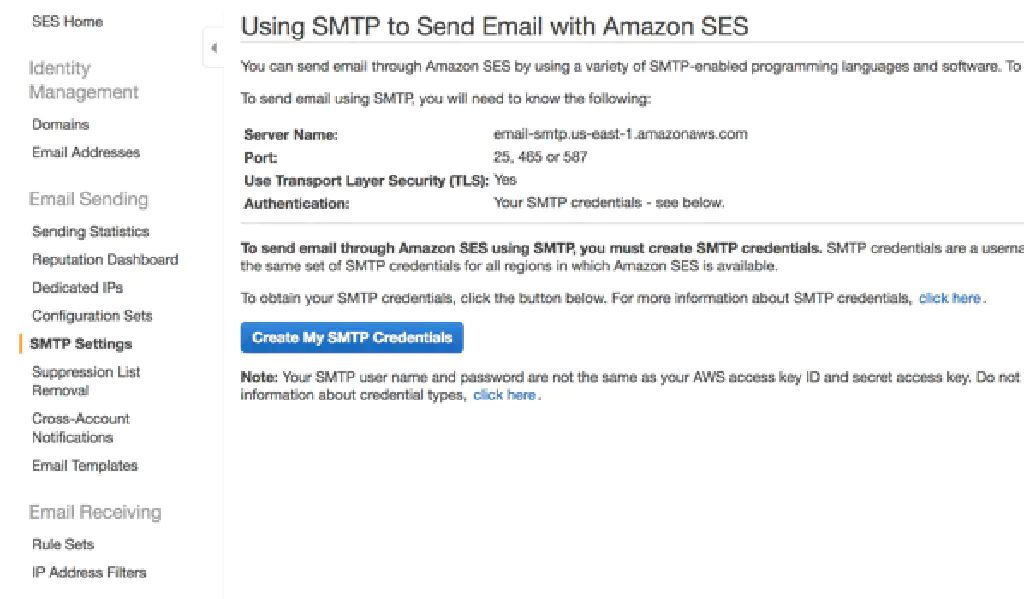 SES Home
Identity
Management
Domains
Email Addresses
Email Sending
Sending Statistics
Reputation Dashboard
Dedicated IPs
Configuration Sets
SMTP Settings
Suppression List
Removal
Cross-Account
Notifications
Email Templates
Email Receiving
Rule Sets
IP Address Filters
Using SMTP to Send Email with Amazon SES
You can send email through Amazon SES by using a variety of SMTP-enabled programming languages and software. To
To send email using SMTP, you will need to know the following:
Server Name: email-smtp.us-east-1.amazonaws.com
Port: 25, 465 or 587
Use Transport Layer Security (TLS): Yes
Authentication: Your SMTP credentials - see below.
To send email through Amazon SES using SMTP, you must create SMTP credentials. SMTP credentials are a userna
the same set of SMTP credentials for all regions in which Amazon SES is available.
To obtain your SMTP credentials, click the button below. For more information about SMTP credentials, click here.
Create My SMTP Credentials
Note: Your SMTP user name and password are not the same as your AWS access key ID and secret access key. Do not
information about credential types, click here.